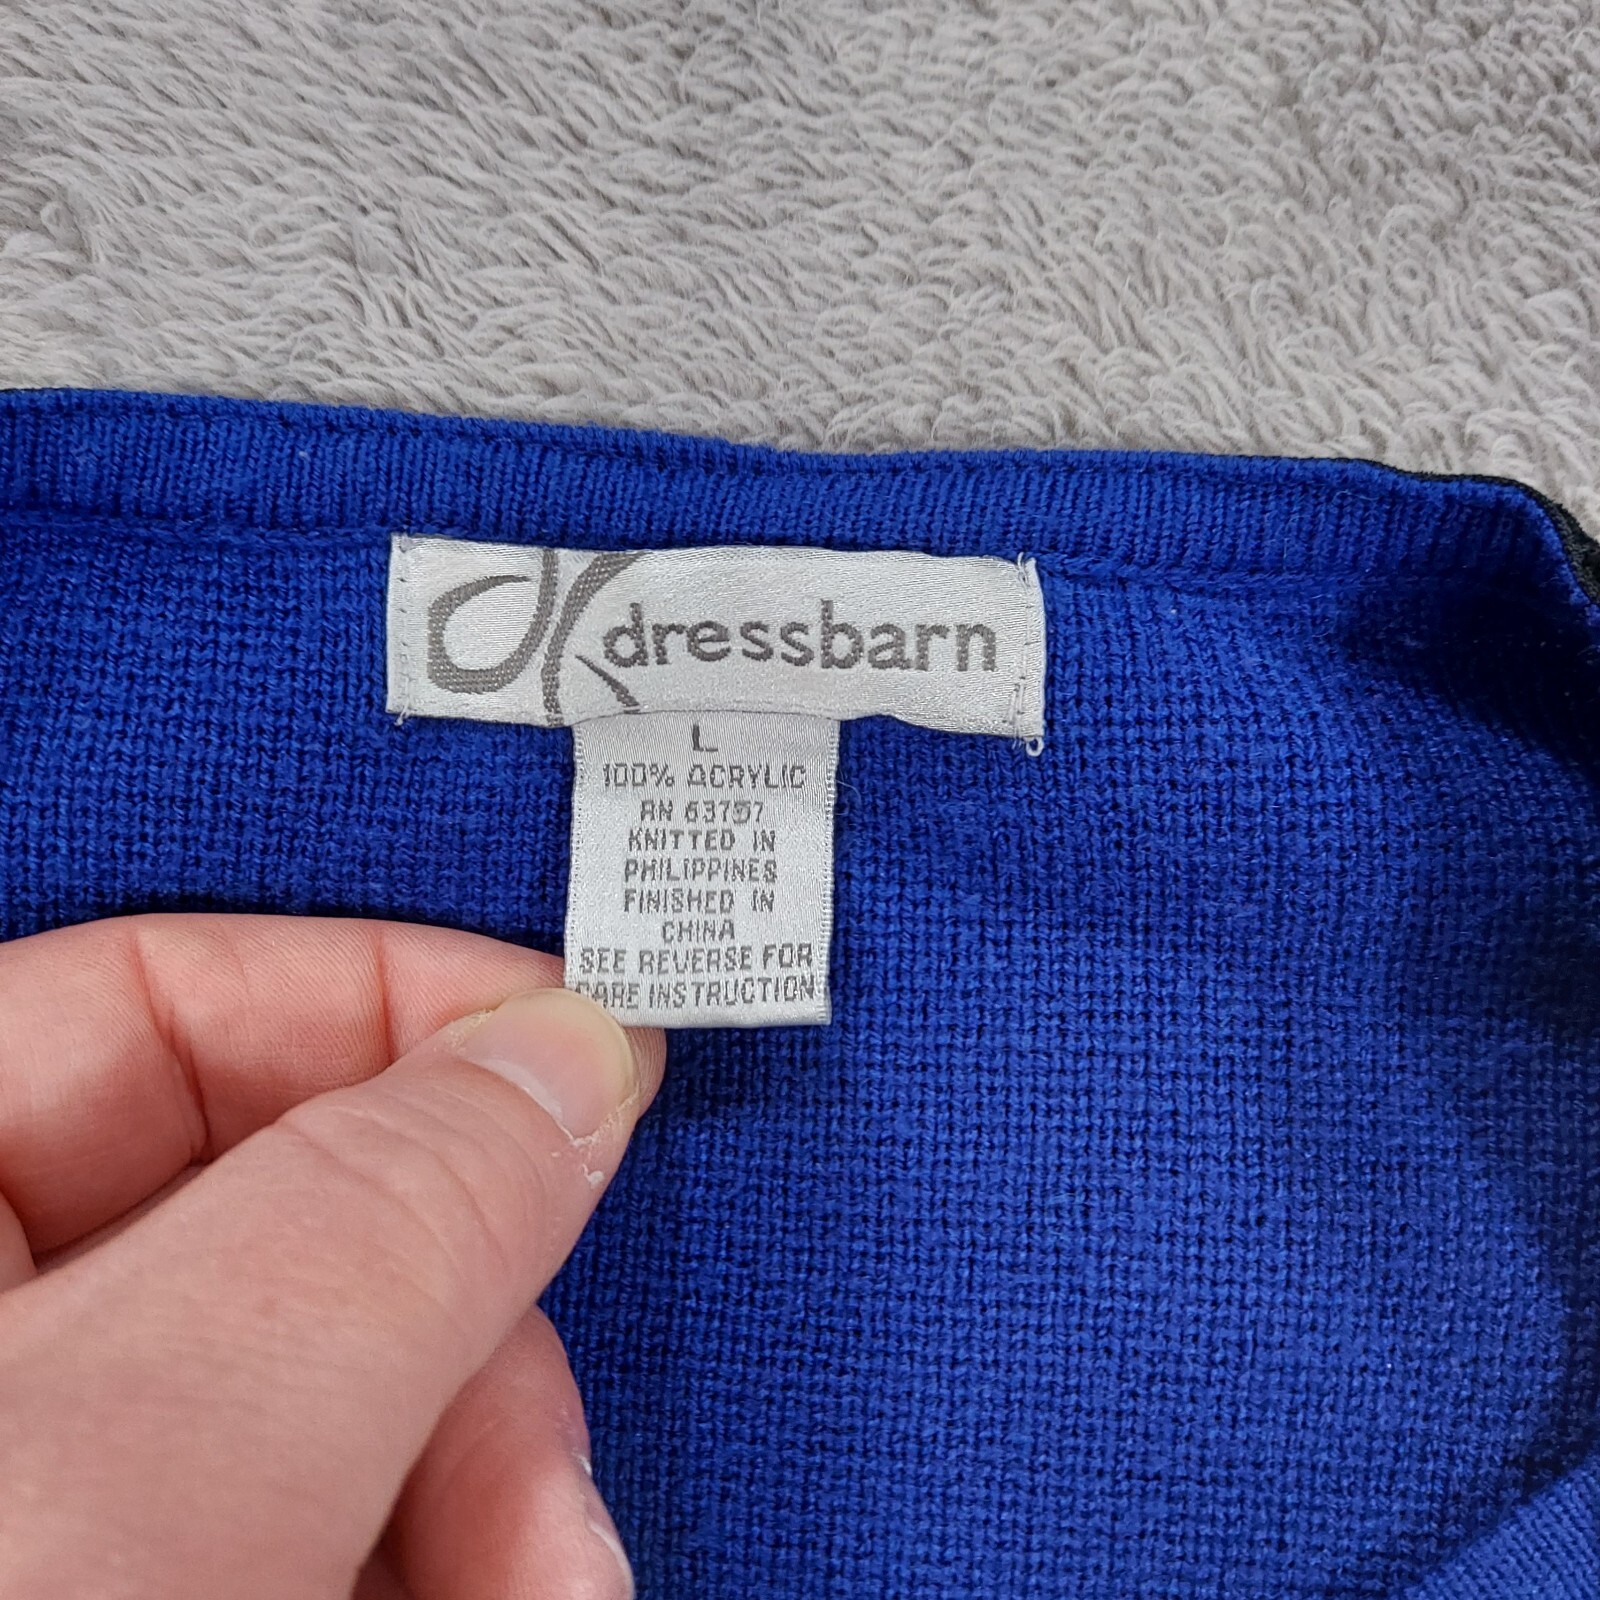 dressbarn
L
100% ACRYLIC
RN 63757
KNITTED IN
PHILIPPINES
FINISHED IN
CHINA
SEE REVERSE FOR
CARE INSTRUCTION